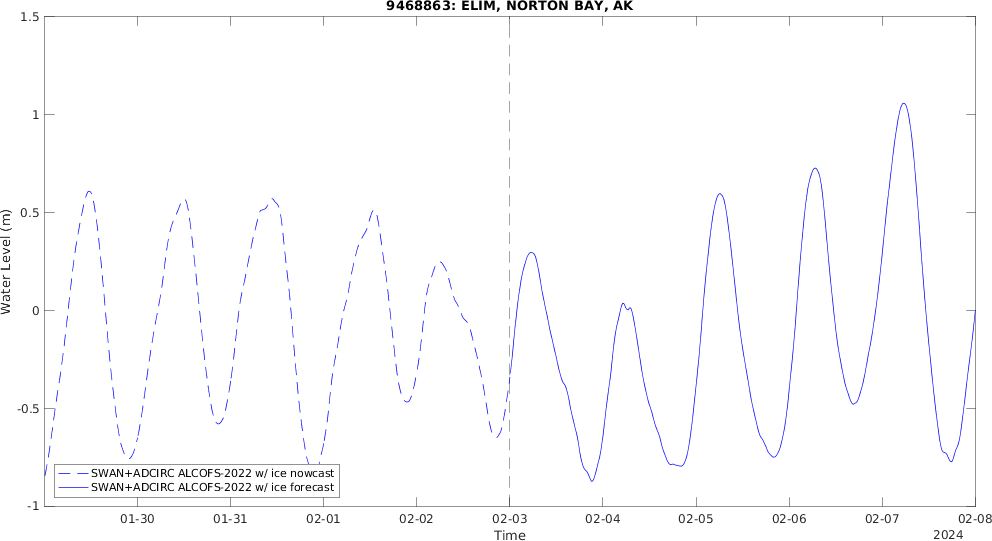 9468863: ELIM, NORTON BAY, AK
Water Level (m)
1.5
1
0.5
0
-0.5
-1
SWAN+ADCIRC ALCOFS-2022 w/ ice nowcast
SWAN+ADCIRC ALCOFS-2022 w/ ice forecast
01-30 01-31 02-01 02-02 02-03 02-04 02-05 02-06 02-07 02-08
Time
2024